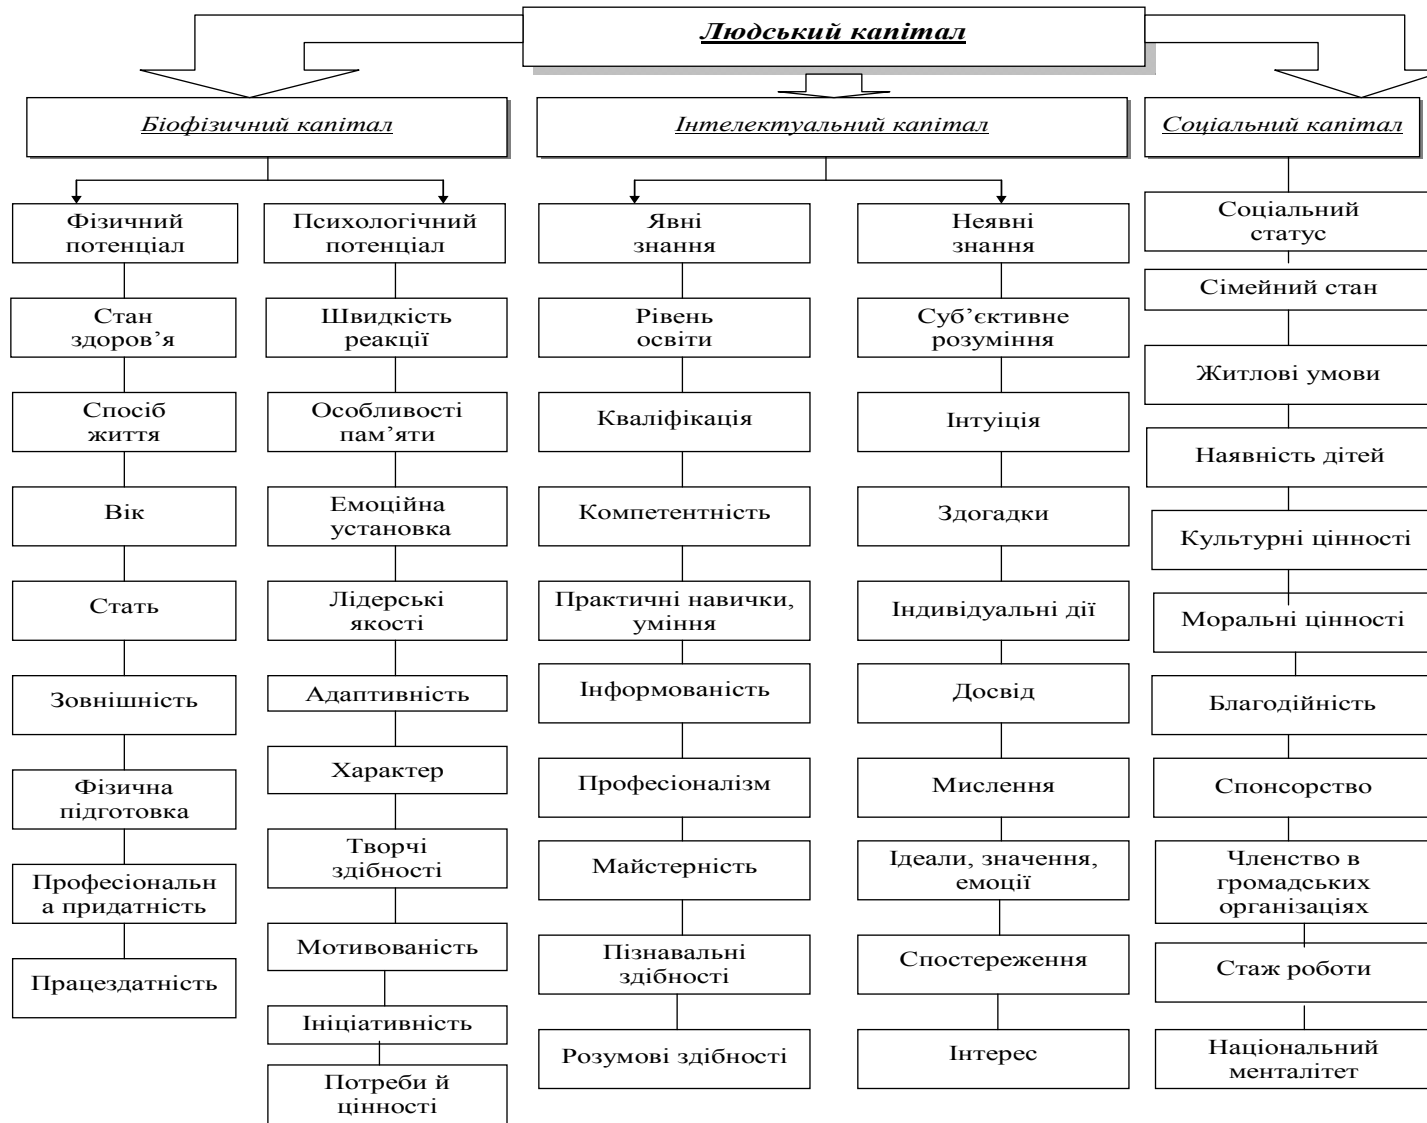 Людський капітал
Біофізичний капітал
Інтелектуальний капітал
Соціальний капітал
Фізичний
потенціал
Стан
здоров’я
Спосіб
життя
Вік
Стать
Зовнішність
Фізична
підготовка
Професіональн
а придатність
Працездатність
Психологічний
потенціал
Швидкість
реакції
Особливості
пам’яти
Емоційна
установка
Лідерські
якості
Адаптивність
Характер
Творчі
здібності
Мотивованість
Ініціативність
Потреби й
цінності
Явні
знання
Рівень
освіти
Кваліфікація
Компетентність
Практичні навички,
уміння
Інформованість
Професіоналізм
Майстерність
Пізнавальні
здібності
Розумові здібності
Неявні
знання
Суб’єктивне
розуміння
Інтуіція
Здогадки
Індивідуальні дії
Досвід
Мислення
Ідеали, значення,
емоції
Спостереження
Інтерес
Соціальний
статус
Сімейний стан
Житлові умови
Наявність дітей
Культурні цінності
Моральні цінності
Благодійність
Спонсорство
Членство в
громадських
організаціях
Стаж роботи
Національний
менталітет